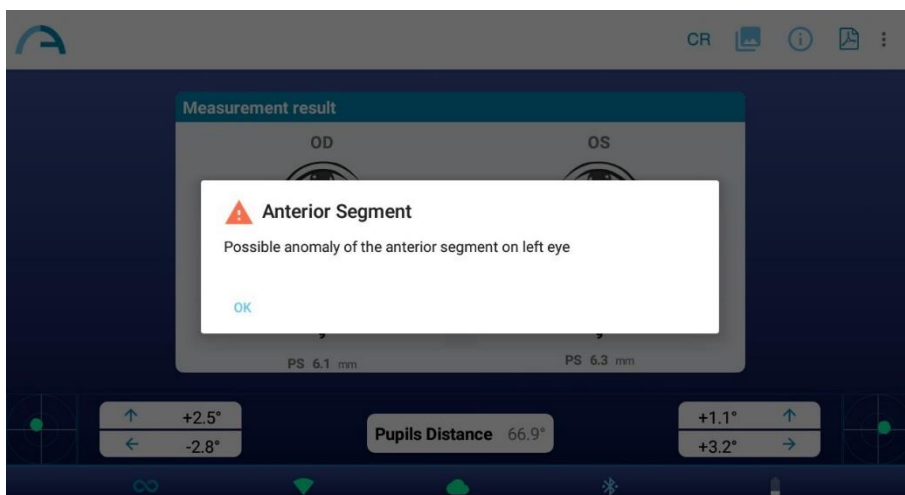 CR
Measurement result
OD OS
Anterior Segment
Possible anomaly of the anterior segment on left eye
OK
PS 6.1 mm PS 6.3 mm
+2.5° Pupils Distance 66.9° +1.1°
-2.8° +3.2°